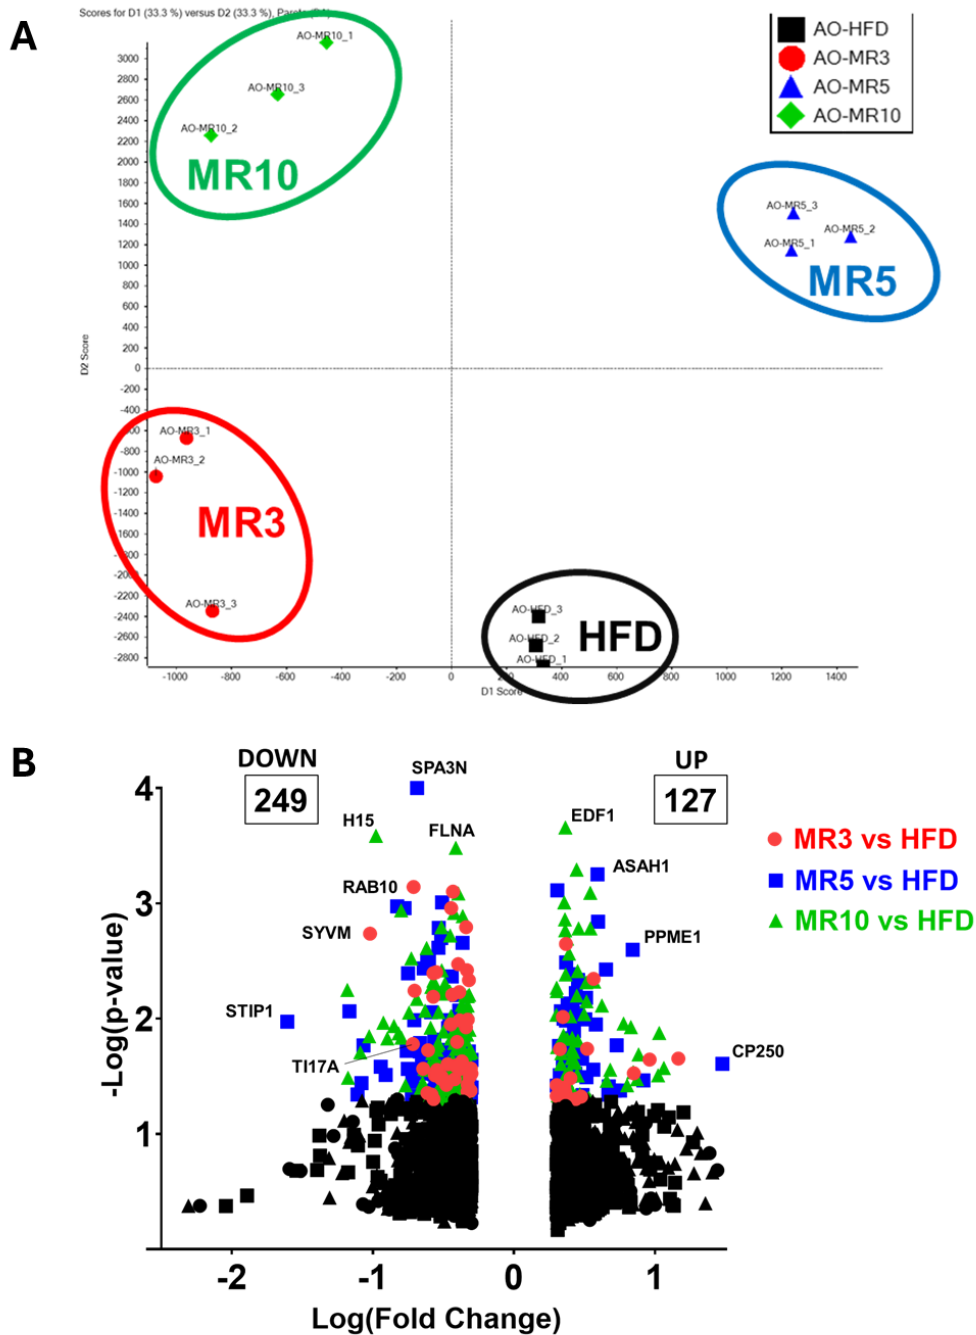 A
Scores for D1 (33.3 %) versus D2 (33.3 %), Pareto
AO-HFD
AO-MR3
AO-MR5
AO-MR10
AO-MR10_1
AO-MR10_3
AO-MR10_2
MR10
AO-MR5_3
AO-MR5_2
AO-MR5_1
MR5
AO-MR3_1
AO-MR3_2
MR3
AO-MR3_3
AO-HFD_3
AO-HFD_2
AO-HFD_1
HFD
D2 Score
3000
2800
2600
2400
2200
2000
1800
1600
1400
1200
1000
800
600
400
200
0
-200
-400
-800
-1000
-1200
-1400
-1600
-2000
-2400
-2600
-2800
-1000 -800 -600 -400 -200 0 400 600 800 1000 1200 1400
D1 Score
B
DOWN
249
UP
127
SPA3N
H15
FLNA
EDF1
ASAH1
RAB10
SYVM
PPME1
STIP1
TI17A
CP250
MR3 vs HFD
MR5 vs HFD
MR10 vs HFD
-Log(p-value)
4
3
2
1
-2 -1 0 1
Log(Fold Change)